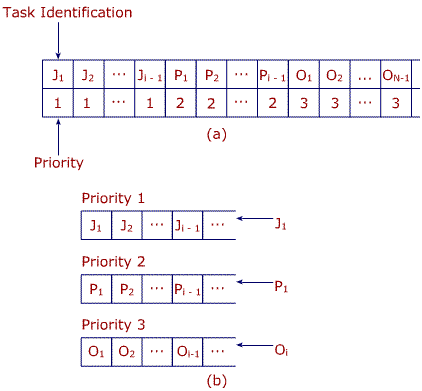 Task Identification
J1 J2 ... Ji - 1 P1 P2 ... Pi - 1 O1 O2 ... ON-1
1 1 ... 1 2 2 ... 2 3 3 ... 3
(a)
Priority
Priority 1
J1 J2 ... Ji - 1 ... J1
Priority 2
P1 P2 ... Pi - 1 ... P1
Priority 3
O1 O2 ... Oi-1 ... Oi
(b)